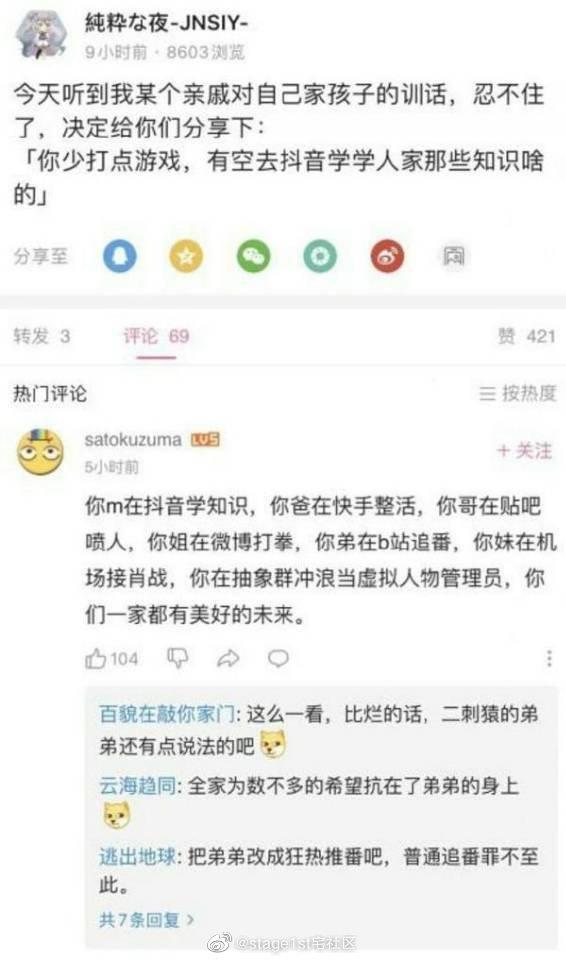 純粋な夜-JNSIY-
9小时前 · 8603浏览
今天听到我某个亲戚对自己家孩子的训话，忍不住
了，决定给你们分享下：
「你少打点游戏，有空去抖音学学人家那些知识啥
的」
分享至
转发 3 评论 69 赞 421
热门评论 按热度
satokuzuma LV5
+ 关注
5小时前
你m在抖音学知识，你爸在快手整活，你哥在贴吧
喷人，你姐在微博打拳，你弟在b站追番，你妹在机
场接肖战，你在抽象群冲浪当虚拟人物管理员，你
们一家都有美好的未来。
104
百貌在敲你家门: 这么一看，比烂的话，二刺猿的弟
弟还有点说法的吧
云海趋同: 全家为数不多的希望抗在了弟弟的身上
逃出地球: 把弟弟改成狂热推番吧，普通追番罪不至
此。
共7条回复 >
@stage1st宅社区